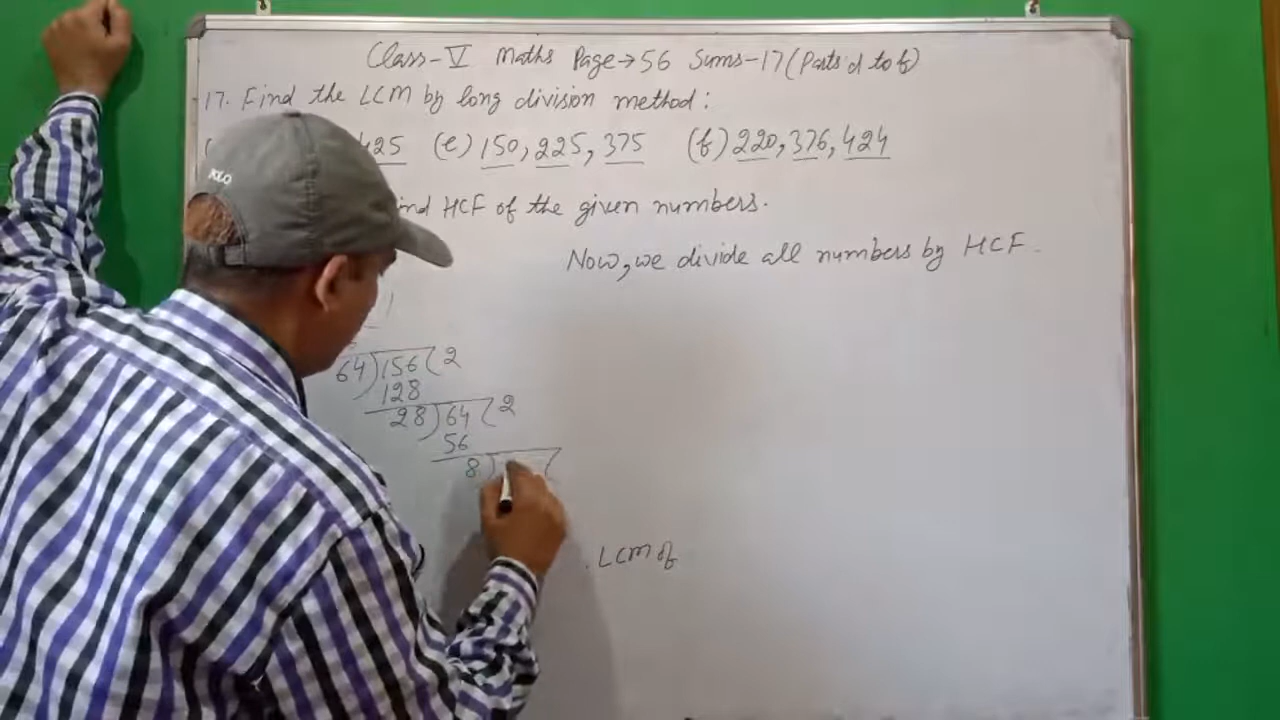 Class-V Maths Page→56 Sums-17(Parts d to f)
17. Find the LCM by long division method:
425 (e) 150, 225, 375 (f) 220, 376, 424
find HCF of the given numbers.
Now, we divide all numbers by HCF.
1
64)156(2
128
28)64(2
56
8)
LCM of